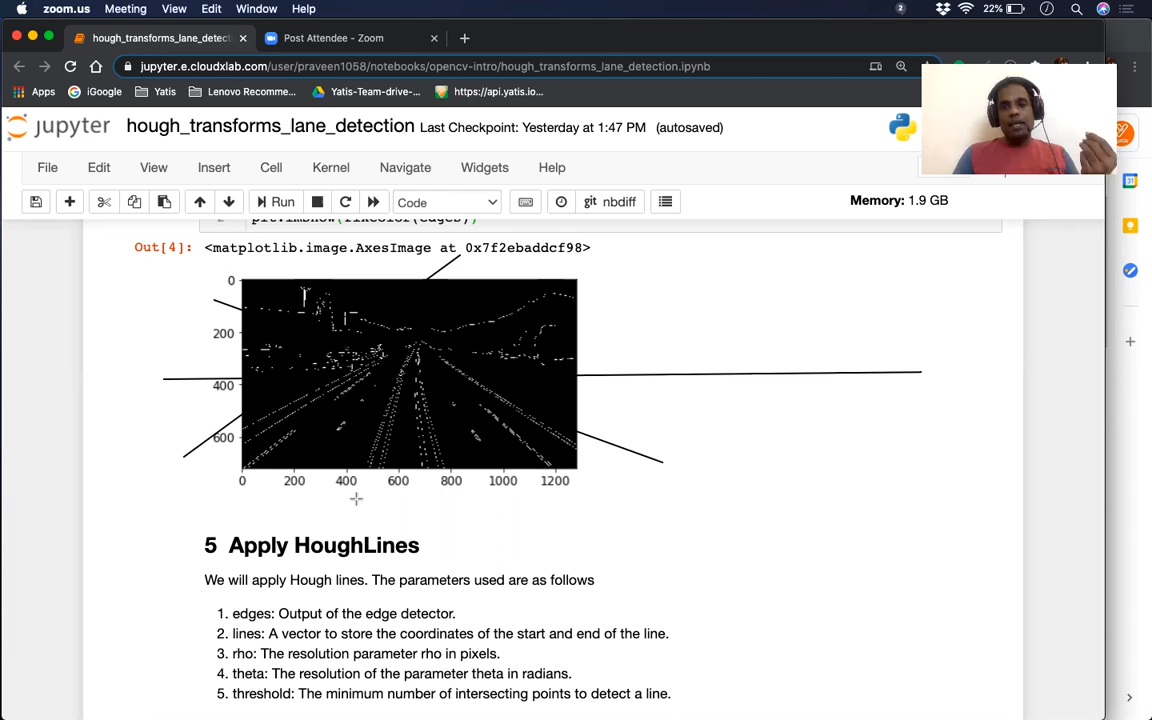 zoom.us Meeting View Edit Window Help 2 22%
hough_transforms_lane_detecti Post Attendee - Zoom
jupyter.e.cloudxlab.com/user/praveen1058/notebooks/opencv-intro/hough_transforms_lane_detection.ipynb
Apps iGoogle Yatis Lenovo Recomme... Yatis-Team-drive-... https://api.yatis.io...
jupyter hough_transforms_lane_detection Last Checkpoint: Yesterday at 1:47 PM (autosaved)
File Edit View Insert Cell Kernel Navigate Widgets Help
Run Code git nbdiff Memory: 1.9 GB
2 plt.imshow(fixColor(edges))
Out[4]: <matplotlib.image.AxesImage at 0x7f2ebaddcf98>
0
200
400
600
0 200 400 600 800 1000 1200
5 Apply HoughLines
We will apply Hough lines. The parameters used are as follows
1. edges: Output of the edge detector.
2. lines: A vector to store the coordinates of the start and end of the line.
3. rho: The resolution parameter rho in pixels.
4. theta: The resolution of the parameter theta in radians.
5. threshold: The minimum number of intersecting points to detect a line.